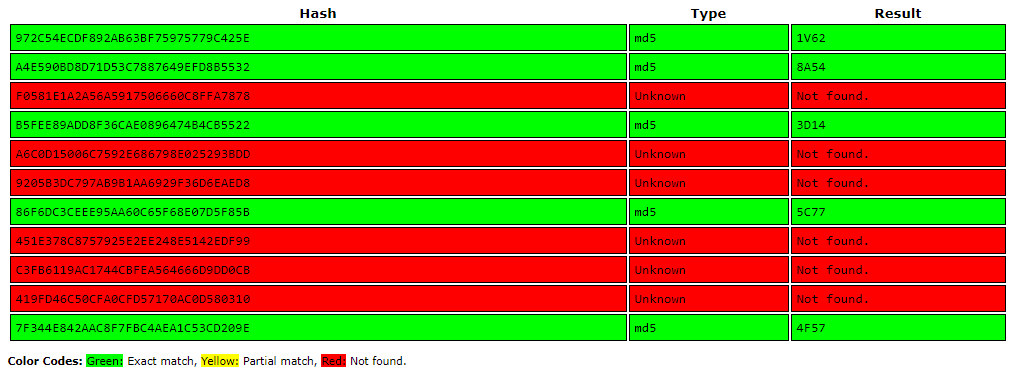 Hash Type Result
972C54ECDF892AB63BF75975779C425E md5 1V62
A4E590BD8D71D53C7887649EFD8B5532 md5 8A54
F0581E1A2A56A5917506660C8FFA7878 Unknown Not found.
B5FEE89ADD8F36CAE0896474B4CB5522 md5 3D14
A6C0D15006C7592E686798E025293BDD Unknown Not found.
9205B3DC797AB9B1AA6929F36D6EAED8 Unknown Not found.
86F6DC3CEEE95AA60C65F68E07D5F85B md5 5C77
451E378C8757925E2EE248E5142EDF99 Unknown Not found.
C3FB6119AC1744CBFEA564666D9DD0CB Unknown Not found.
419FD46C50CFA0CFD57170AC0D580310 Unknown Not found.
7F344E842AAC8F7FBC4AEA1C53CD209E md5 4F57
Color Codes: Green: Exact match, Yellow: Partial match, Red: Not found.